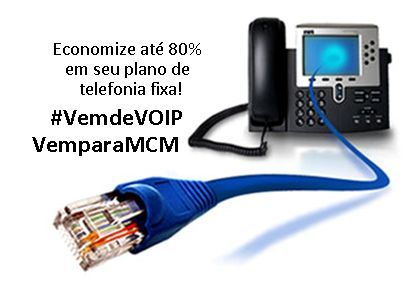 Economize até 80%
em seu plano de
telefonia fixa!
#VemdeVOIP
VemparaMCM